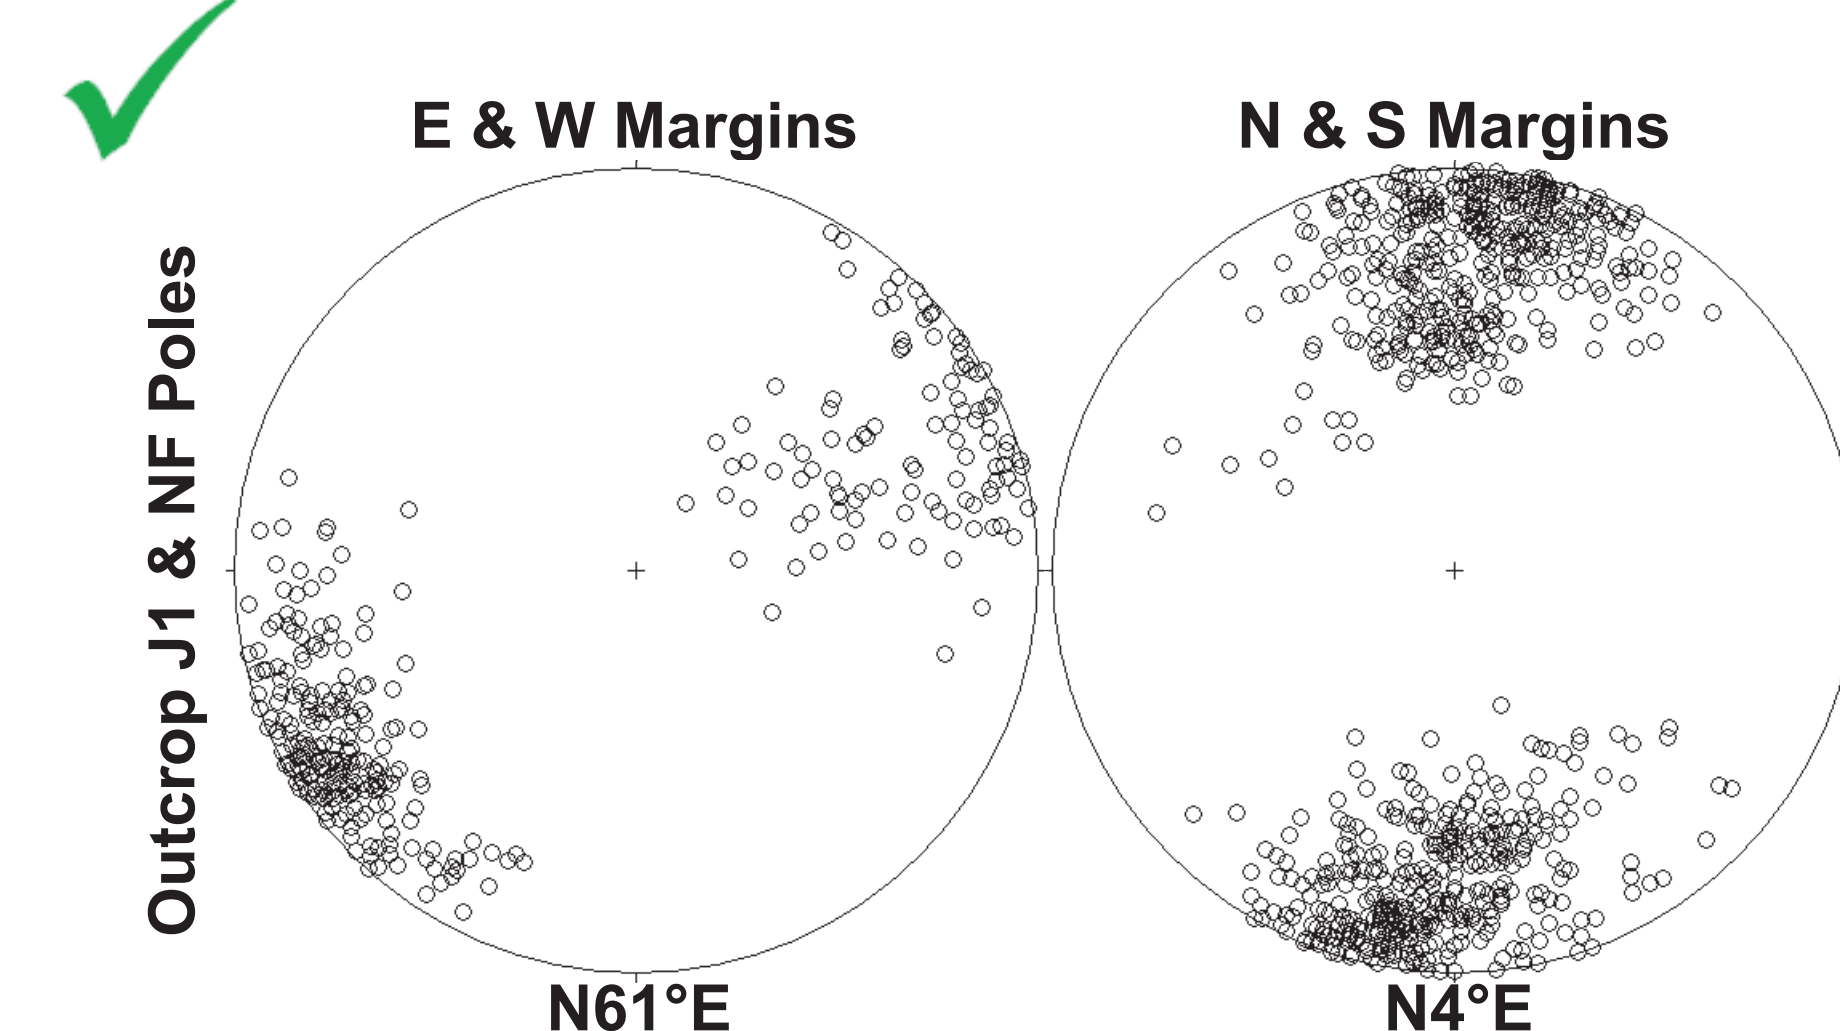 E & W Margins
N & S Margins
Outcrop J1 & NF Poles
N61°E
N4°E